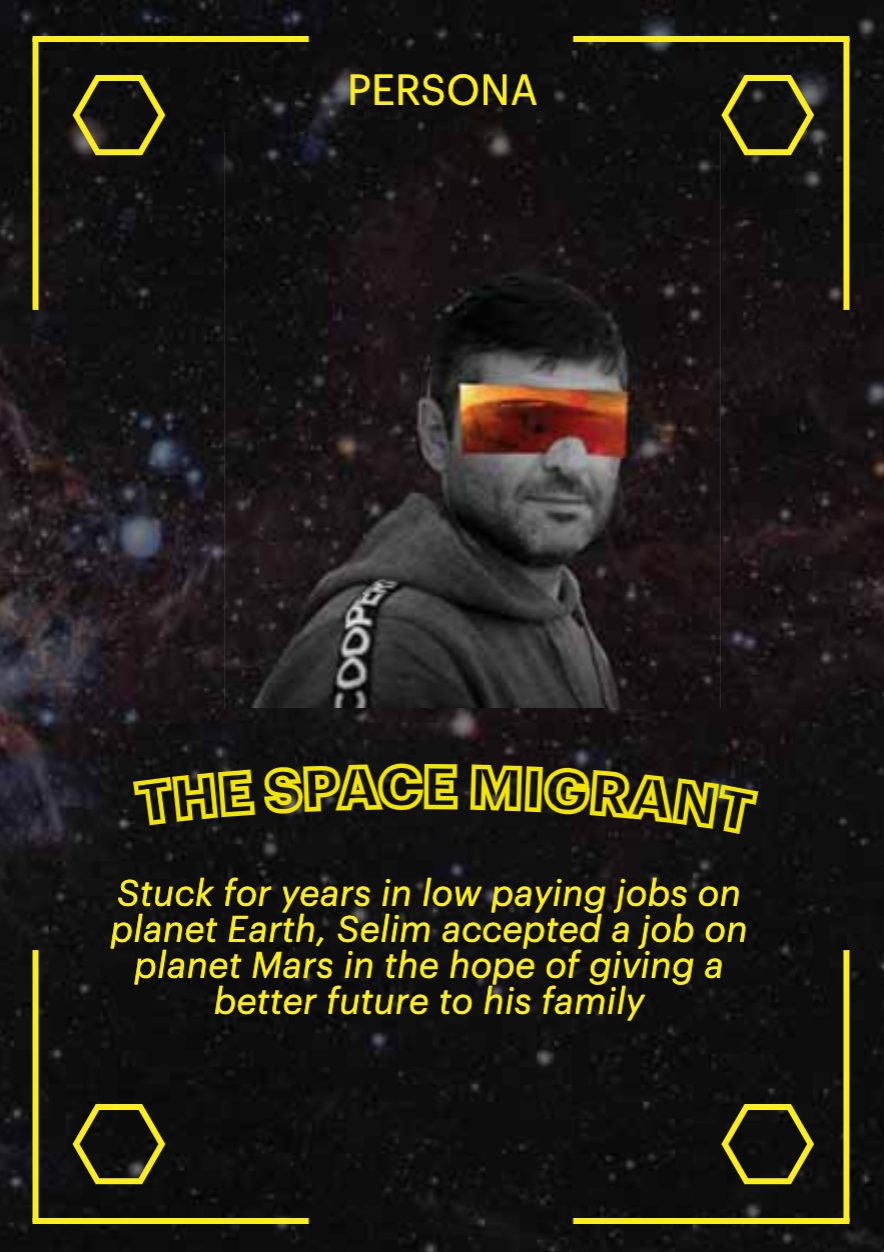 PERSONA
COOPER
THE SPACE MIGRANT
Stuck for years in low paying jobs on
planet Earth, Selim accepted a job on
planet Mars in the hope of giving a
better future to his family